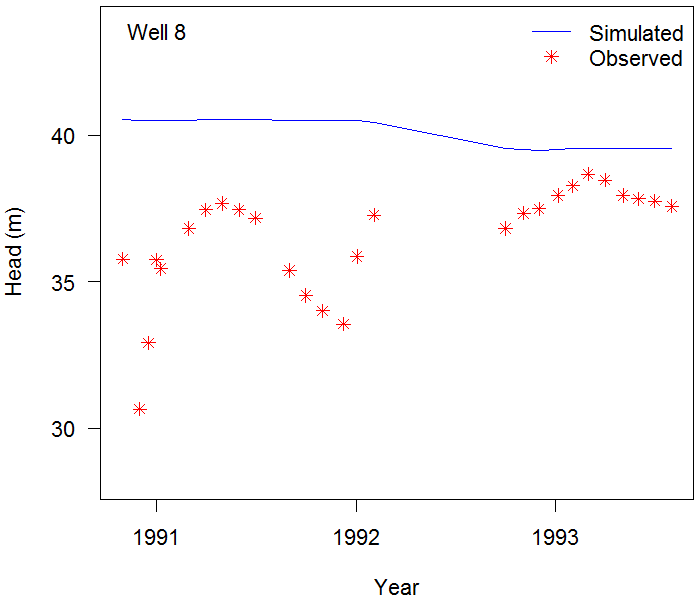 Well 8
Simulated
Observed
40
35
30
Head (m)
1991 1992 1993
Year